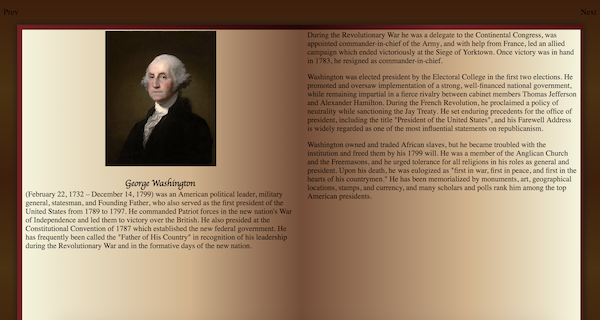 Prev
Next
George Washington
(February 22, 1732 – December 14, 1799) was an American political leader, military
general, statesman, and Founding Father, who also served as the first president of the
United States from 1789 to 1797. He commanded Patriot forces in the new nation's War
of Independence and led them to victory over the British. He also presided at the
Constitutional Convention of 1787 which established the new federal government. He
has frequently been called the "Father of His Country" in recognition of his leadership
during the Revolutionary War and in the formative days of the new nation.
During the Revolutionary War he was a delegate to the Continental Congress, was
appointed commander-in-chief of the Army, and with help from France, led an allied
campaign which ended victoriously at the Siege of Yorktown. Once victory was in hand
in 1783, he resigned as commander-in-chief.
Washington was elected president by the Electoral College in the first two elections. He
promoted and oversaw implementation of a strong, well-financed national government,
while remaining impartial in a fierce rivalry between cabinet members Thomas Jefferson
and Alexander Hamilton. During the French Revolution, he proclaimed a policy of
neutrality while sanctioning the Jay Treaty. He set enduring precedents for the office of
president, including the title "President of the United States", and his Farewell Address
is widely regarded as one of the most influential statements on republicanism.
Washington owned and traded African slaves, but he became troubled with the
institution and freed them by his 1799 will. He was a member of the Anglican Church
and the Freemasons, and he urged tolerance for all religions in his roles as general and
president. Upon his death, he was eulogized as "first in war, first in peace, and first in the
hearts of his countrymen." He has been memorialized by monuments, art, geographical
locations, stamps, and currency, and many scholars and polls rank him among the top
American presidents.